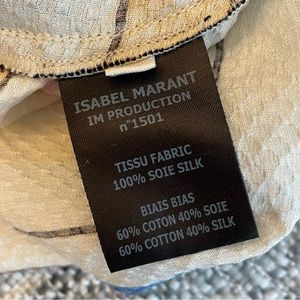 ISABEL MARANT
IM PRODUCTION
n°1501
TISSU FABRIC
100% SOIE SILK
BIAIS BIAS
60% COTON 40% SOIE
60% COTTON 40% SILK